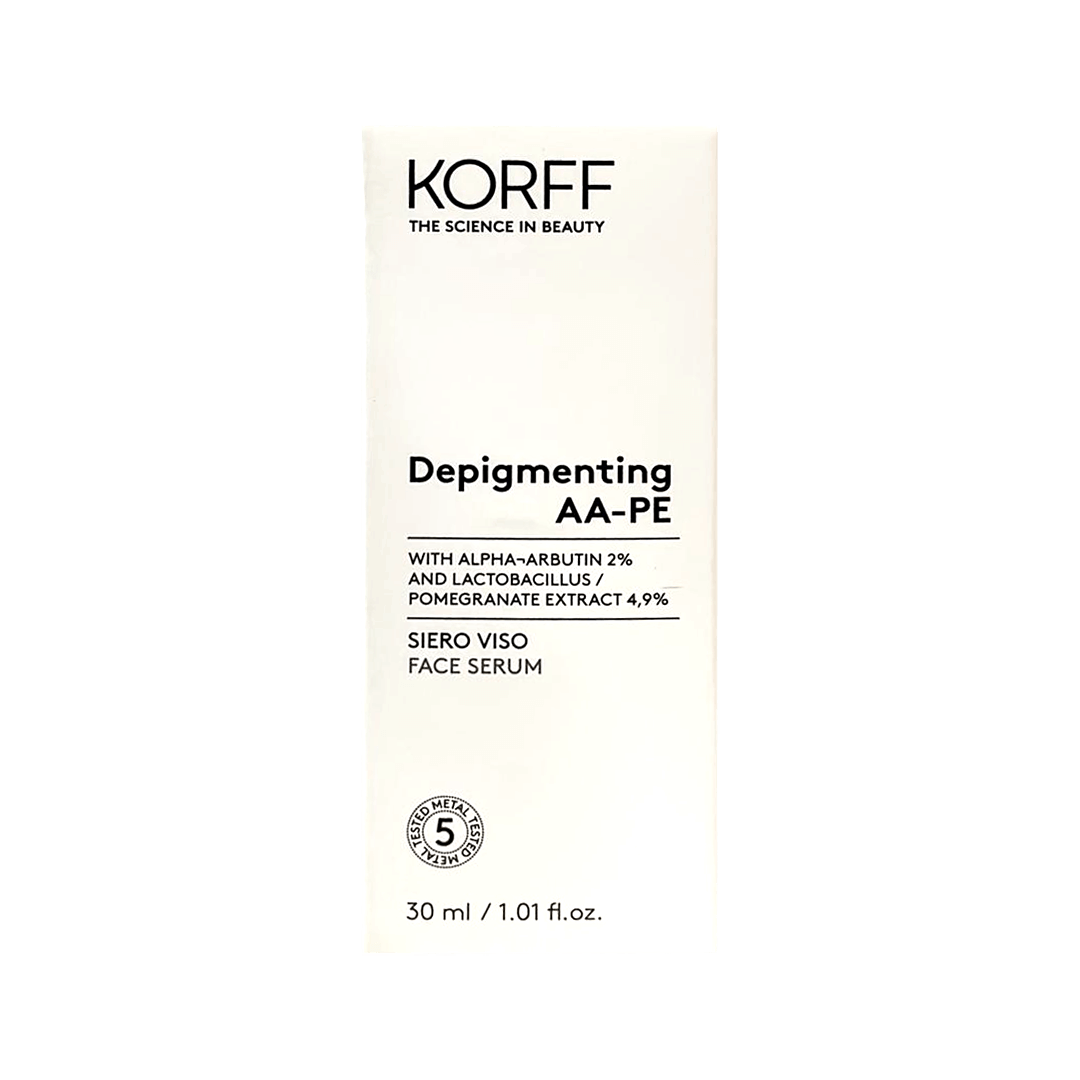 KORFF
THE SCIENCE IN BEAUTY
Depigmenting
AA-PE
WITH ALPHA¬ARBUTIN 2%
AND LACTOBACILLUS /
POMEGRANATE EXTRACT 4,9%
SIERO VISO
FACE SERUM
METAL TESTED METAL TESTED
5
30 ml / 1.01 fl.oz.